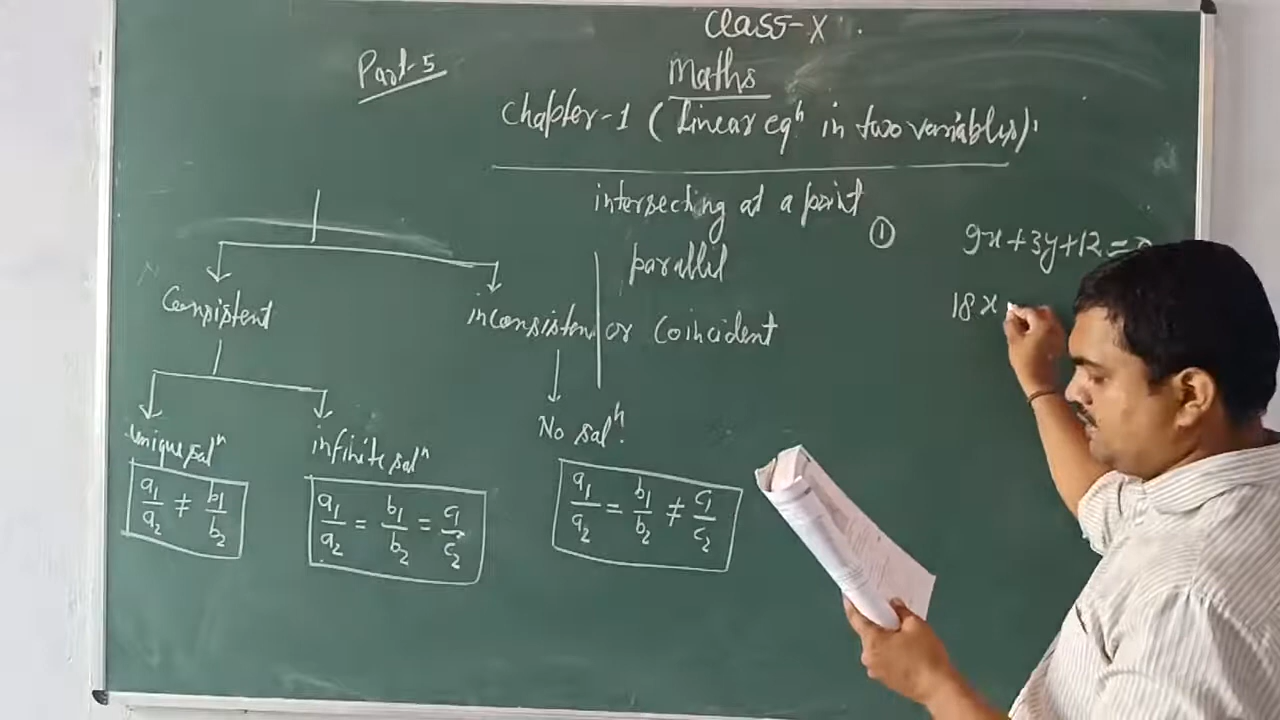 Class-X.
Part-5
Maths
Chapter-1 (Linear eqⁿ in two variables)
intersecting at a point
①
9x+3y+12=
parallel
Consistent
18x
inconsistent
or coincident
No solⁿ.
unique solⁿ
infinite solⁿ
a₁/a₂ ≠ b₁/b₂
a₁/a₂ = b₁/b₂ = c₁/c₂
a₁/a₂ = b₁/b₂ ≠ c₁/c₂